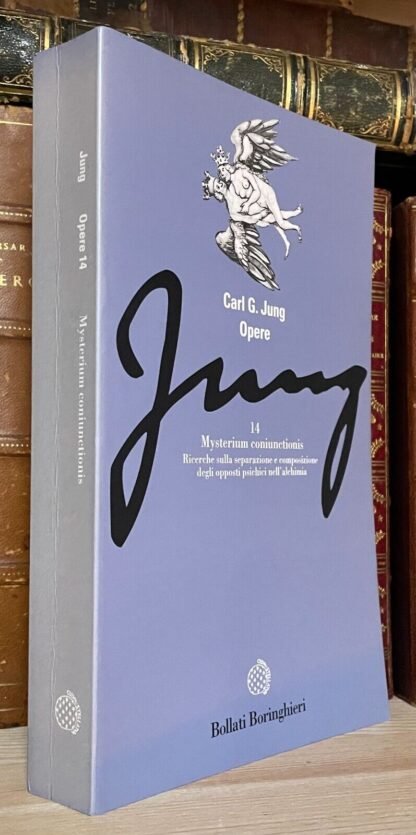 Jung Opere 14 Mysterium coniunctionis
Carl G. Jung
Opere
Jung
14
Mysterium coniunctionis
Ricerche sulla separazione e composizione
degli opposti psichici nell'alchimia
Bollati Boringhieri